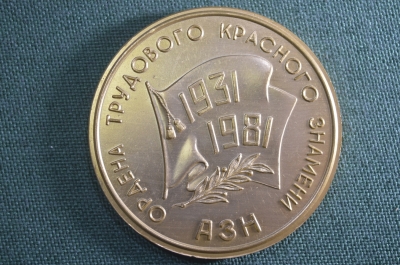 ОРДЕНА ТРУДОВОГО КРАСНОГО ЗНАМЕНИ
1931
1981
АЗН